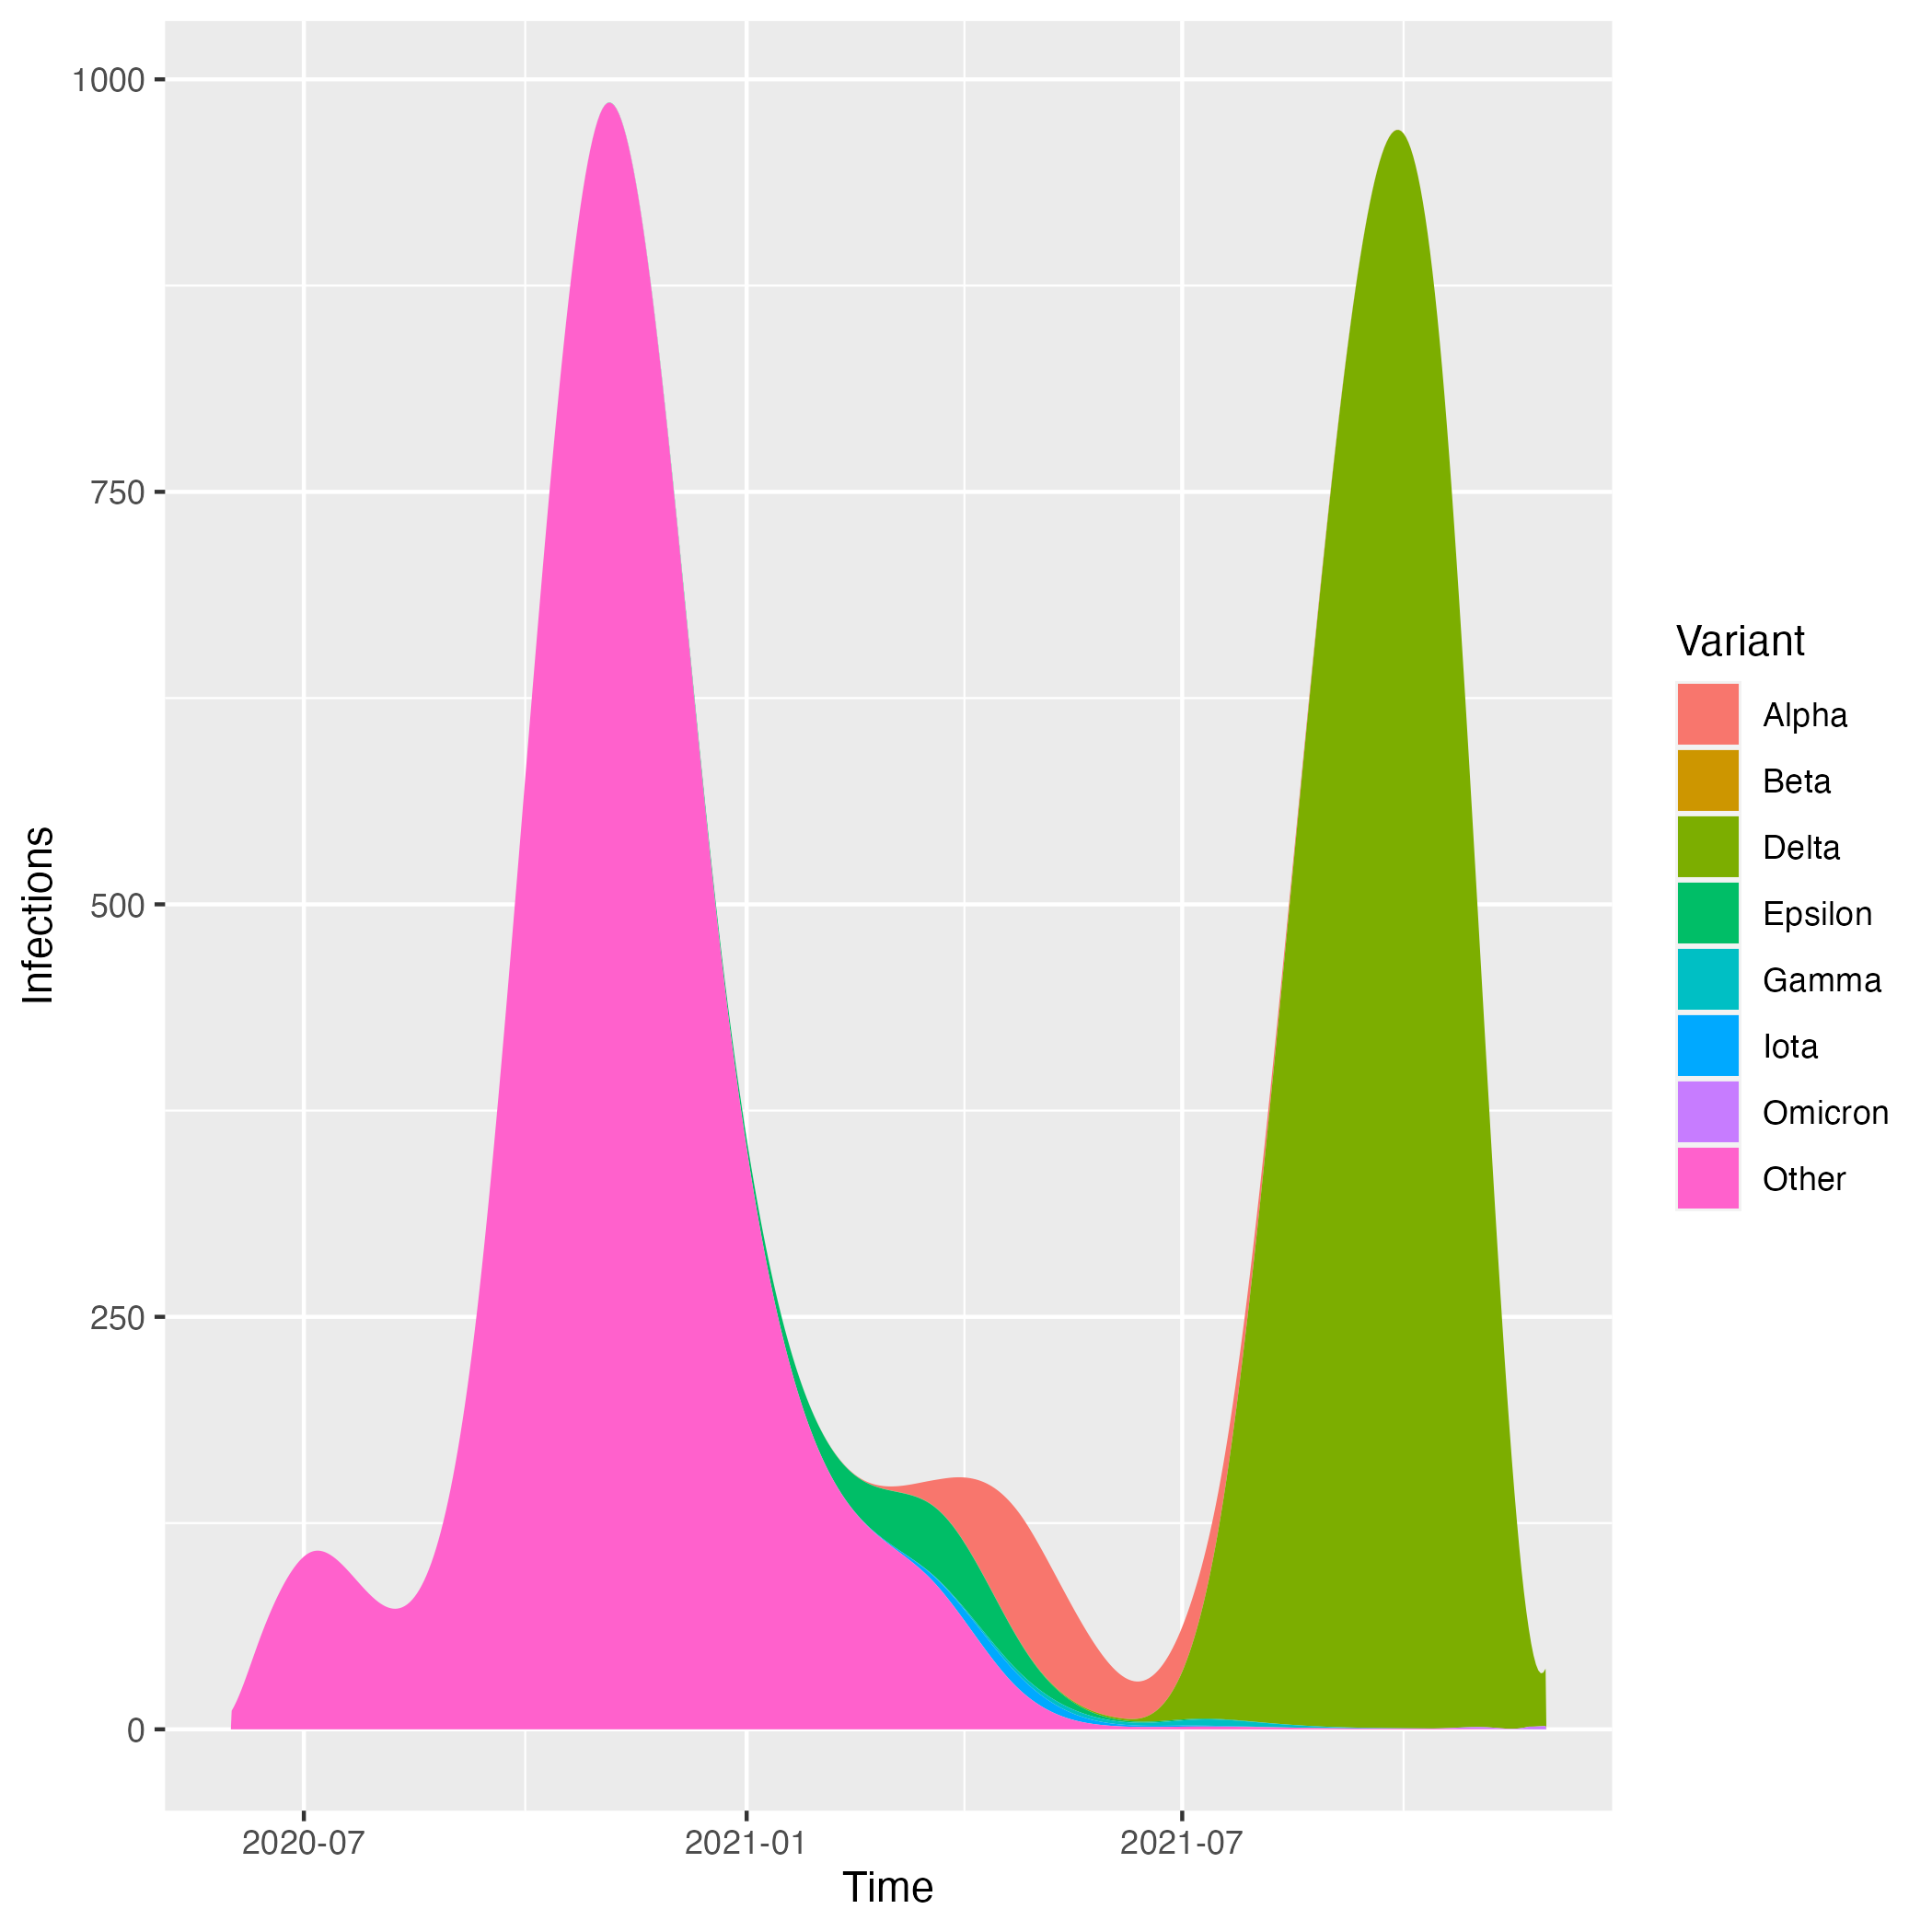 Infections
1000
750
500
250
0
2020-07
2021-01
2021-07
Time
Variant
Alpha
Beta
Delta
Epsilon
Gamma
Iota
Omicron
Other